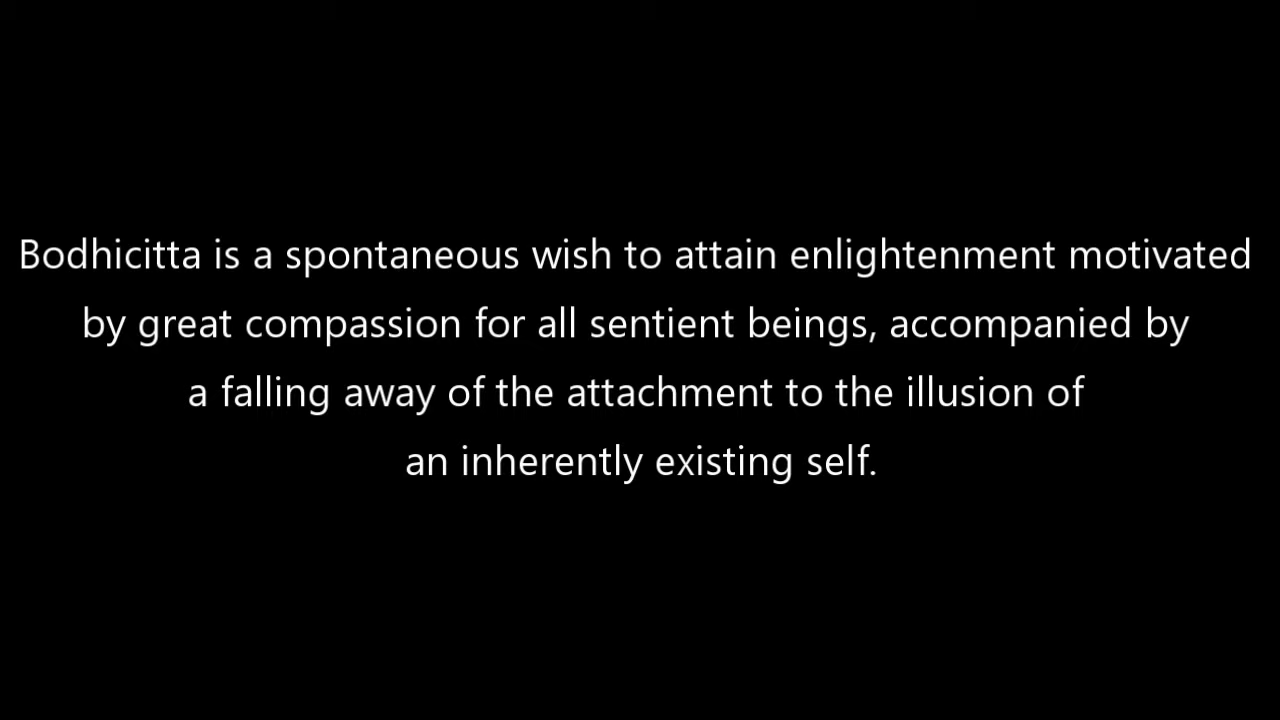 Bodhicitta is a spontaneous wish to attain enlightenment motivated
by great compassion for all sentient beings, accompanied by
a falling away of the attachment to the illusion of
an inherently existing self.